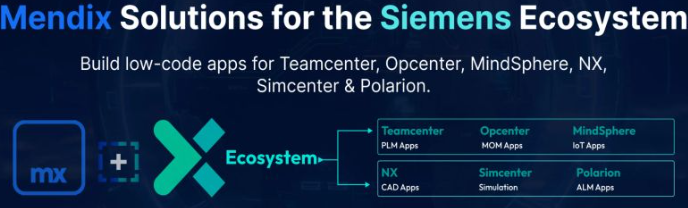 Mendix Solutions for the Siemens Ecosystem
Build low-code apps for Teamcenter, Opcenter, MindSphere, NX,
Simcenter & Polarion.
mx
+
Ecosystem
Teamcenter Opcenter MindSphere
PLM Apps MOM Apps IoT Apps
NX Simcenter Polarion
CAD Apps Simulation ALM Apps